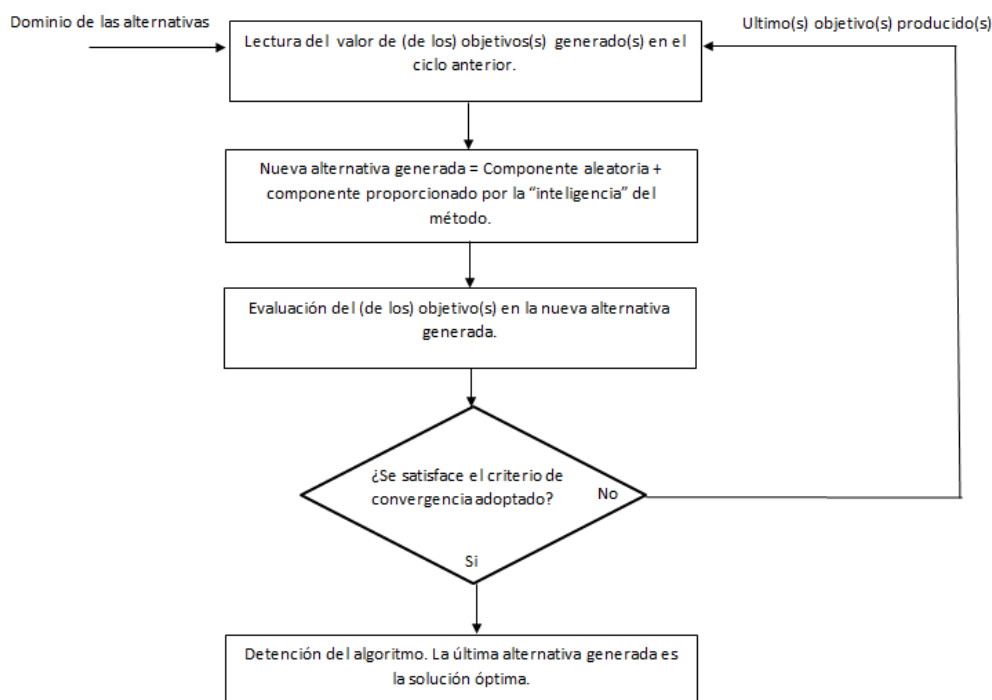 Dominio de las alternativas
Ultimo(s) objetivo(s) producido(s)
Lectura del valor de (de los) objetivos(s) generado(s) en el
ciclo anterior.
Nueva alternativa generada = Componente aleatoria +
componente proporcionado por la “inteligencia” del
método.
Evaluación del (de los) objetivo(s) en la nueva alternativa
generada.
¿Se satisface el criterio de
convergencia adoptado?
No
Si
Detención del algoritmo. La última alternativa generada es
la solución óptima.